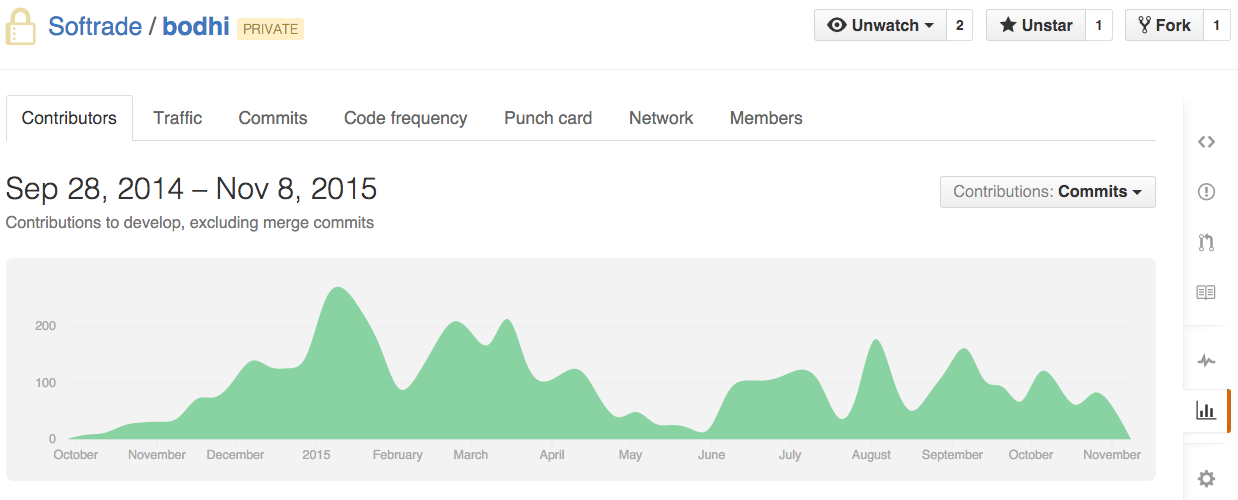 Softrade / bodhi PRIVATE Unwatch 2 Unstar 1 Fork 1
Contributors Traffic Commits Code frequency Punch card Network Members
Sep 28, 2014 – Nov 8, 2015
Contributions: Commits
Contributions to develop, excluding merge commits
200
100
0
October November December 2015 February March April May June July August September October November